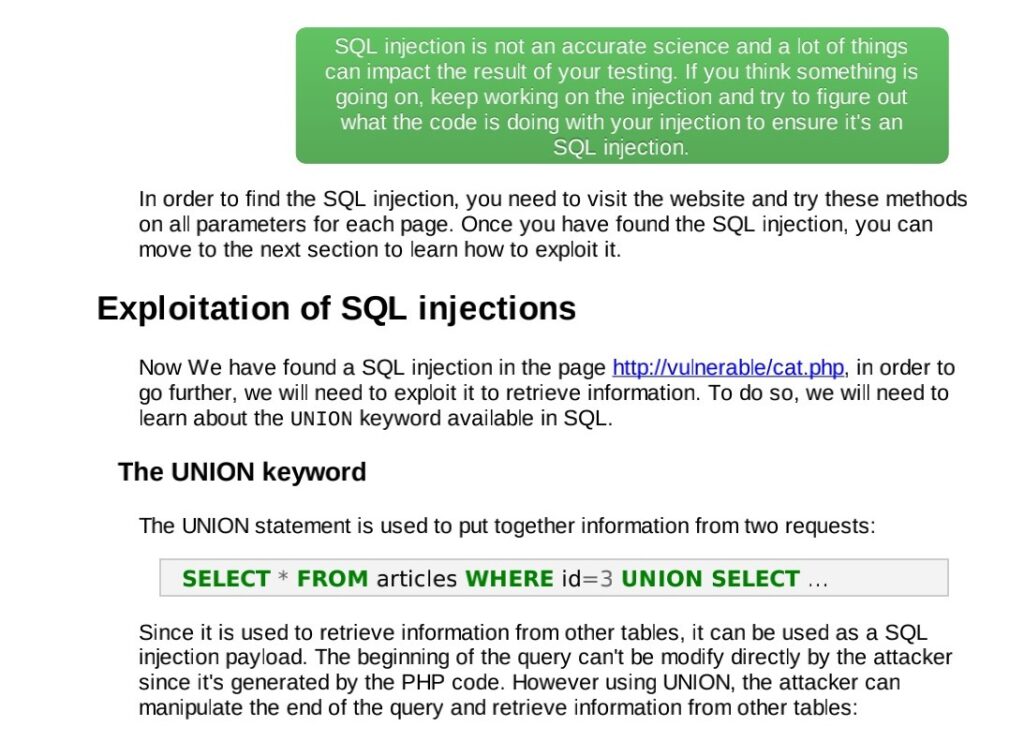 SQL injection is not an accurate science and a lot of things
can impact the result of your testing. If you think something is
going on, keep working on the injection and try to figure out
what the code is doing with your injection to ensure it's an
SQL injection.
In order to find the SQL injection, you need to visit the website and try these methods
on all parameters for each page. Once you have found the SQL injection, you can
move to the next section to learn how to exploit it.
Exploitation of SQL injections
Now We have found a SQL injection in the page http://vulnerable/cat.php, in order to
go further, we will need to exploit it to retrieve information. To do so, we will need to
learn about the UNION keyword available in SQL.
The UNION keyword
The UNION statement is used to put together information from two requests:
SELECT * FROM articles WHERE id=3 UNION SELECT ...
Since it is used to retrieve information from other tables, it can be used as a SQL
injection payload. The beginning of the query can't be modify directly by the attacker
since it's generated by the PHP code. However using UNION, the attacker can
manipulate the end of the query and retrieve information from other tables: